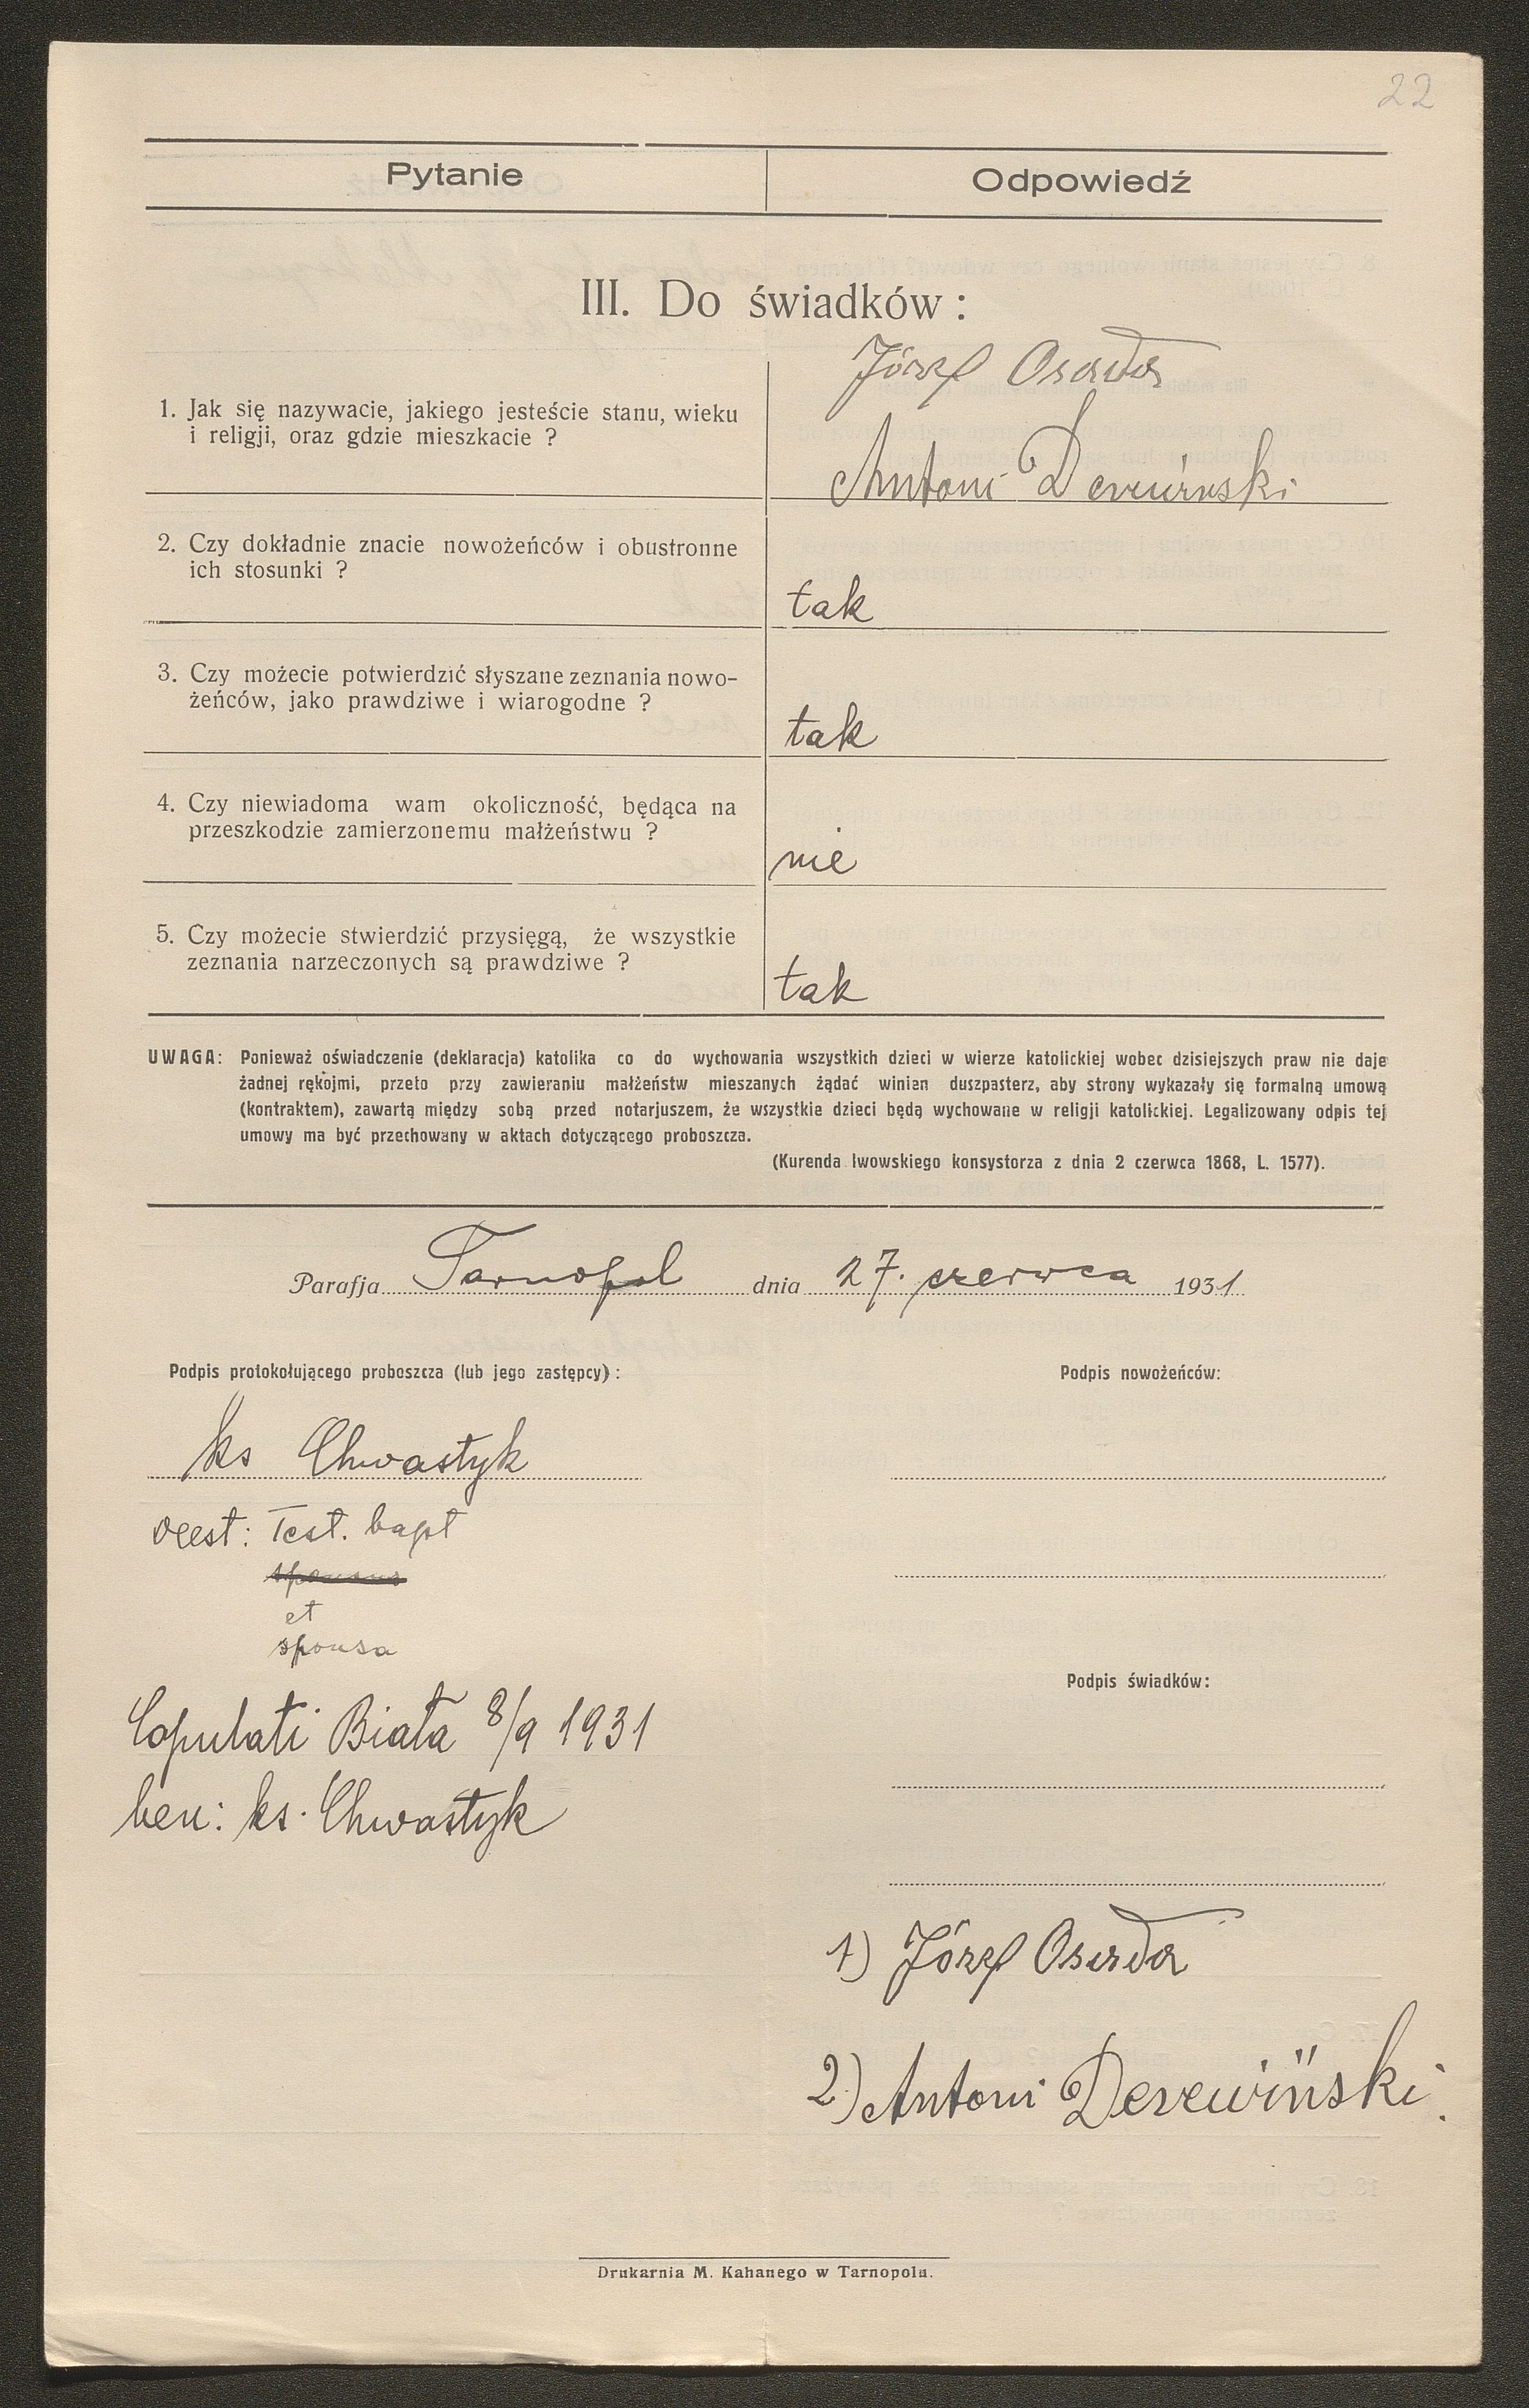 22
Pytanie
Odpowiedź
III. Do świadków :
Józef Osada
1. Jak się nazywacie, jakiego jesteście stanu, wieku
i religji, oraz gdzie mieszkacie ?
Antoni Derewiński
2. Czy dokładnie znacie nowożeńców i obustronne
ich stosunki ?
tak
3. Czy możecie potwierdzić słyszane zeznania nowo-
żeńców, jako prawdziwe i wiarogodne ?
tak
4. Czy niewiadoma wam okoliczność, będąca na
przeszkodzie zamierzonemu małżeństwu ?
nie
5. Czy możecie stwierdzić przysięgą, że wszystkie
zeznania narzeczonych są prawdziwe ?
tak
UWAGA: Ponieważ oświadczenie (deklaracja) katolika co do wychowania wszystkich dzieci w wierze katolickiej wobec dzisiejszych praw nie daje
żadnej rękojmi, przeto przy zawieraniu małżeństw mieszanych żądać winien duszpasterz, aby strony wykazały się formalną umową
(kontraktem), zawartą między sobą przed notarjuszem, że wszystkie dzieci będą wychowane w religji katolickiej. Legalizowany odpis tej
umowy ma być przechowany w aktach dotyczącego proboszcza.
(Kurenda lwowskiego konsystorza z dnia 2 czerwca 1868, L. 1577).
Parafja Tarnopol dnia 27. czerwca 1931
Podpis protokołującego proboszcza (lub jego zastępcy) :
Podpis nowożeńców:
ks Chwastyk
deest: Test. bapt
et
sponsa
Podpis świadków:
Copulati Biała 8/9 1931
ben: ks. Chwastyk
1) Józef Osada
2) Antoni Derewiński.
Drukarnia M. Kahanego w Tarnopolu.